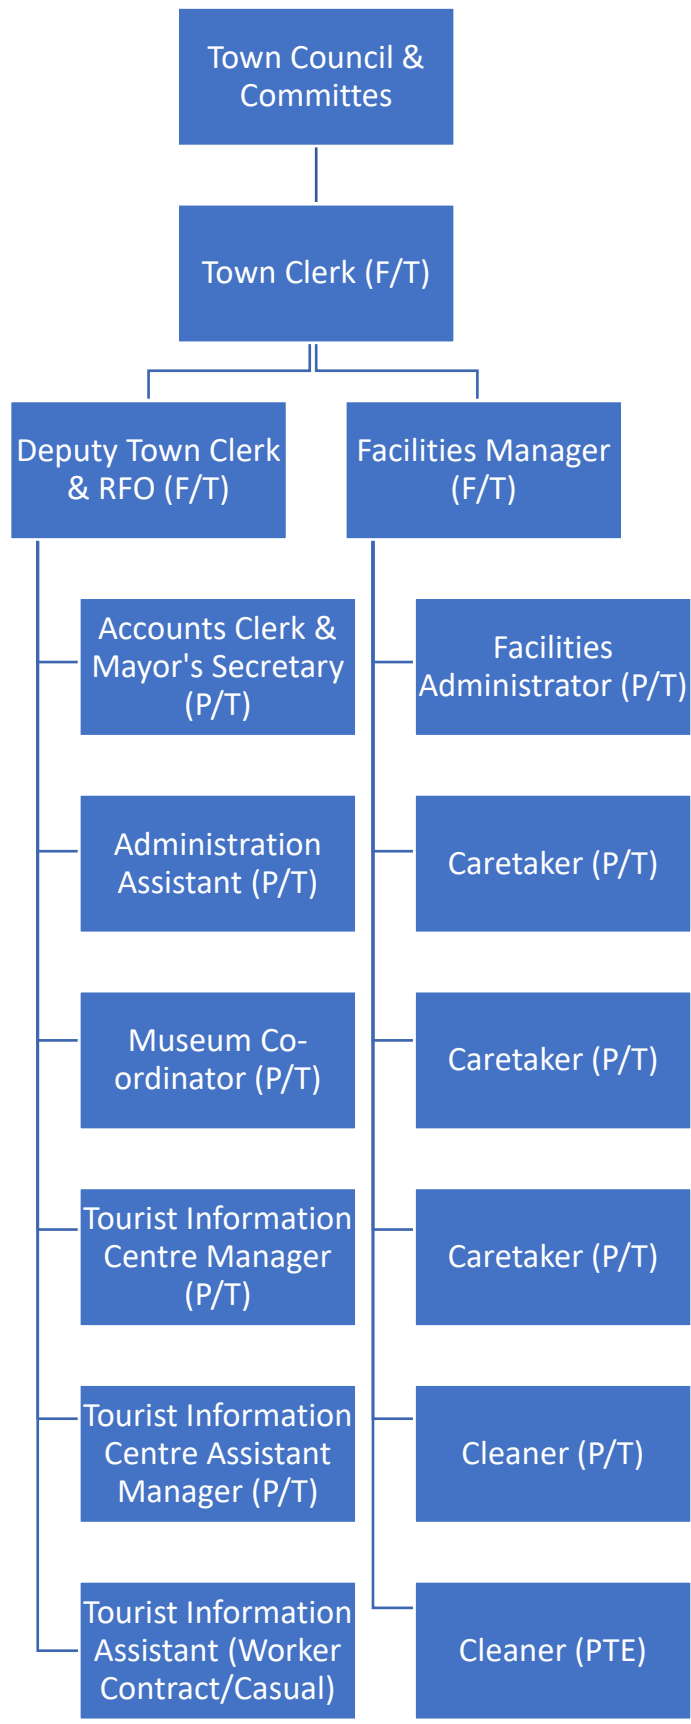 Town Council &
Committes
Town Clerk (F/T)
Deputy Town Clerk
& RFO (F/T)
Accounts Clerk &
Mayor's Secretary
(P/T)
Administration
Assistant (P/T)
Museum Co-
ordinator (P/T)
Tourist Information
Centre Manager
(P/T)
Tourist Information
Centre Assistant
Manager (P/T)
Tourist Information
Assistant (Worker
Contract/Casual)
Facilities Manager
(F/T)
Facilities
Administrator (P/T)
Caretaker (P/T)
Caretaker (P/T)
Caretaker (P/T)
Cleaner (P/T)
Cleaner (PTE)